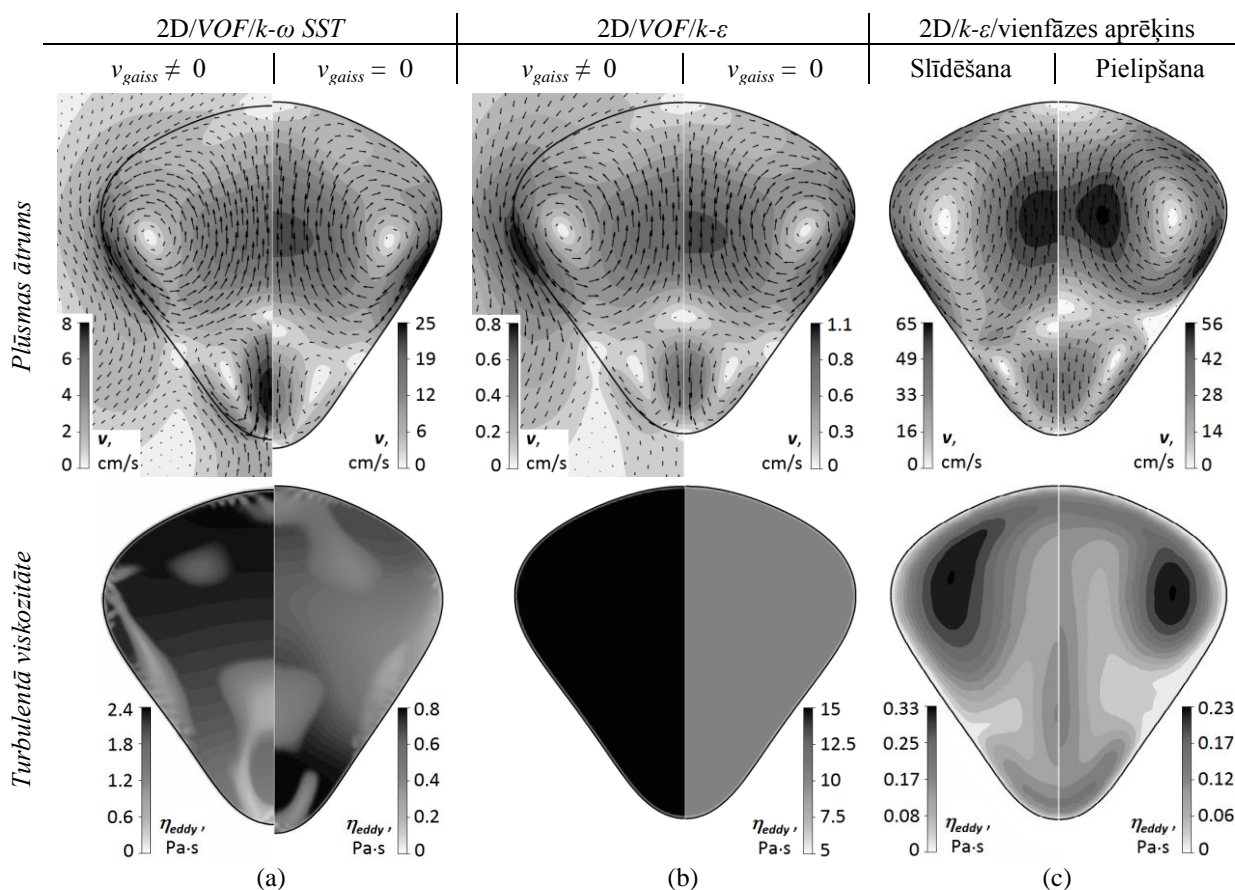 2D/VOF/k-ω SST
2D/VOF/k-ε
2D/k-ε/vienfāzes aprēķins
v_gaiss ≠ 0
v_gaiss = 0
v_gaiss ≠ 0
v_gaiss = 0
Slīdēšana
Pielipšana
Plūsmas ātrums
8
6
4
2
0
v,
cm/s
25
19
12
6
0
v,
cm/s
0.8
0.6
0.4
0.2
0
v,
cm/s
1.1
0.8
0.6
0.3
0
v,
cm/s
65
49
33
16
0
v,
cm/s
56
42
28
14
0
v,
cm/s
Turbulentā viskozitāte
2.4
1.8
1.2
0.6
0
η_eddy ,
Pa·s
0.8
0.6
0.4
0.2
0
η_eddy ,
Pa·s
15
12.5
10
7.5
5
η_eddy ,
Pa·s
0.33
0.25
0.17
0.08
0
η_eddy ,
Pa·s
0.23
0.17
0.12
0.06
0
η_eddy ,
Pa·s
(a)
(b)
(c)